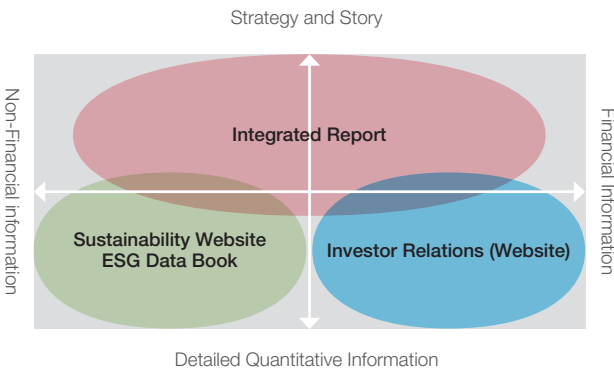 Strategy and Story
Non-Financial information
Integrated Report
Financial Information
Sustainability Website
ESG Data Book
Investor Relations (Website)
Detailed Quantitative Information